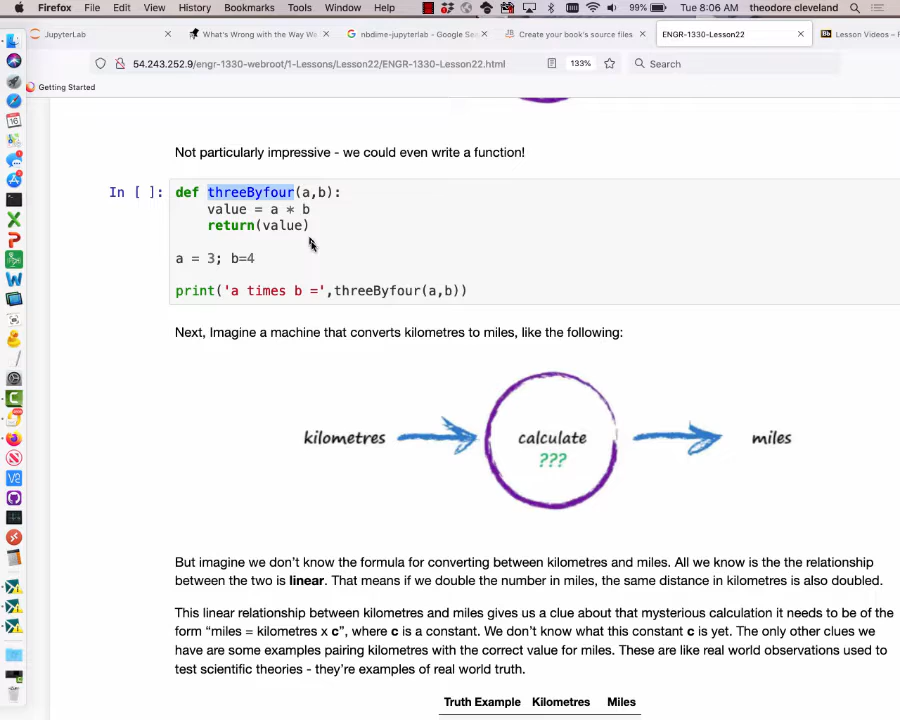 Firefox File Edit View History Bookmarks Tools Window Help 99% Tue 8:06 AM theodore cleveland
JupyterLab What's Wrong with the Way We nbdime-jupyterlab - Google Sea Create your book's source files ENGR-1330-Lesson22 Lesson Videos – F
54.243.252.9/engr-1330-webroot/1-Lessons/Lesson22/ENGR-1330-Lesson22.html 133% Search
Getting Started
Not particularly impressive - we could even write a function!
In [ ]: def threeByfour(a,b):
value = a * b
return(value)
a = 3; b=4
print('a times b =',threeByfour(a,b))
Next, Imagine a machine that converts kilometres to miles, like the following:
kilometres calculate miles
???
But imagine we don't know the formula for converting between kilometres and miles. All we know is the the relationship
between the two is linear. That means if we double the number in miles, the same distance in kilometres is also doubled.
This linear relationship between kilometres and miles gives us a clue about that mysterious calculation it needs to be of the
form “miles = kilometres x c”, where c is a constant. We don't know what this constant c is yet. The only other clues we
have are some examples pairing kilometres with the correct value for miles. These are like real world observations used to
test scientific theories - they're examples of real world truth.
Truth Example Kilometres Miles